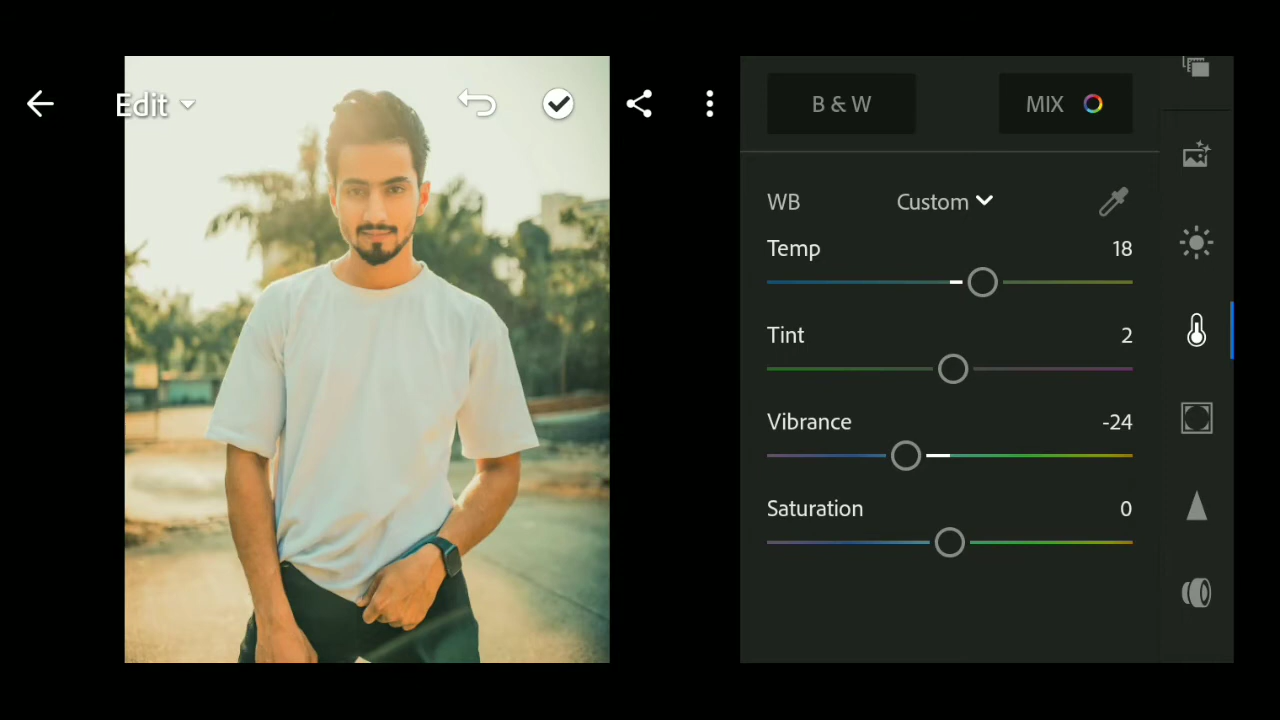 Edit
B & W
MIX
WB
Custom
Temp
18
Tint
2
Vibrance
-24
Saturation
0